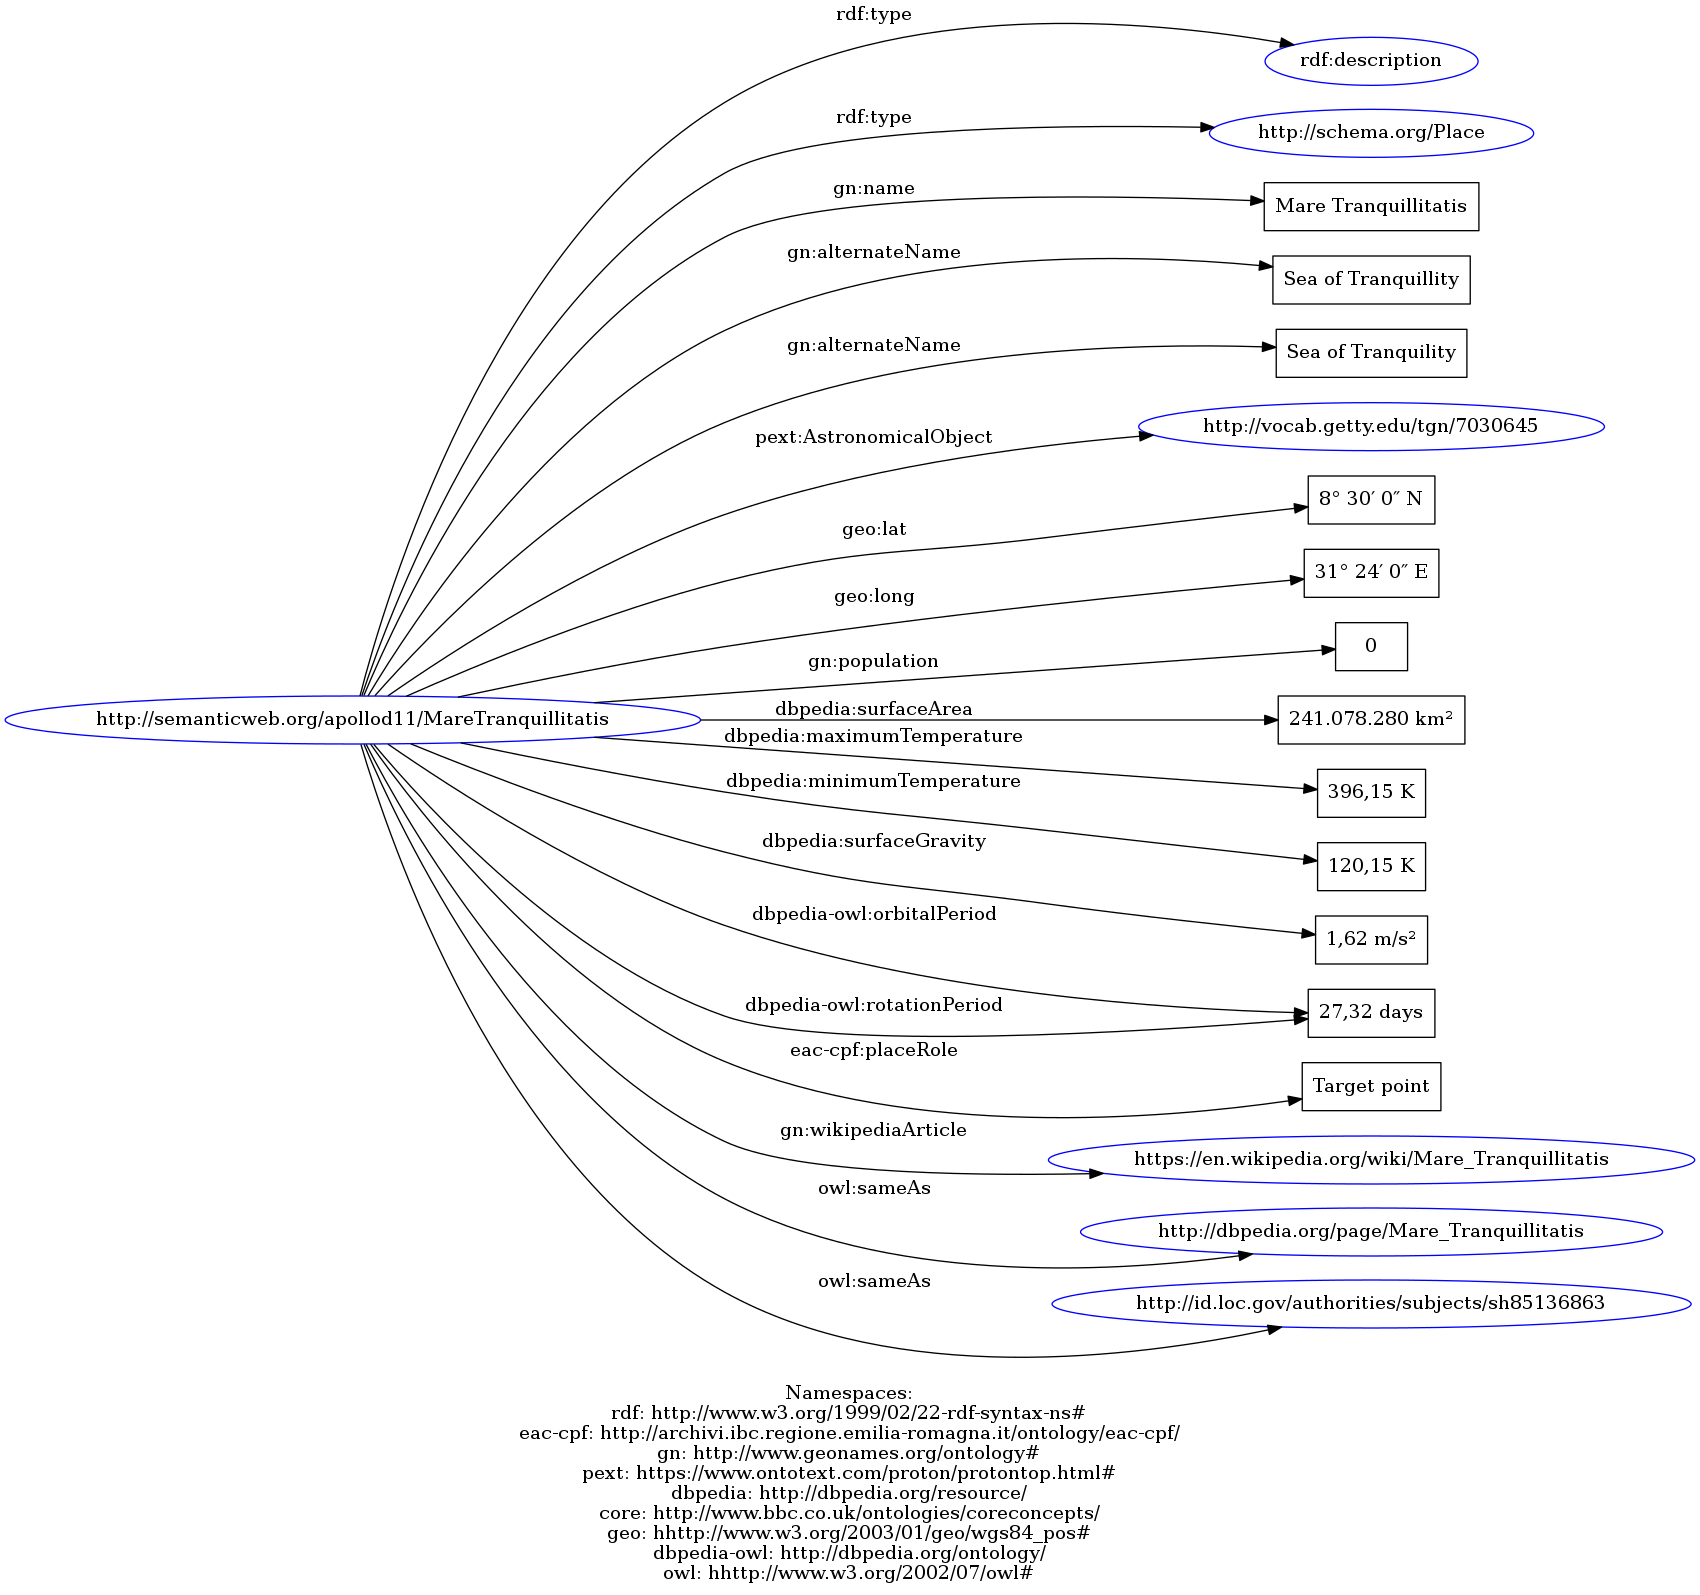 rdf:type
rdf:description
rdf:type
http://schema.org/Place
gn:name
Mare Tranquillitatis
gn:alternateName
Sea of Tranquillity
gn:alternateName
Sea of Tranquility
pext:AstronomicalObject
http://vocab.getty.edu/tgn/7030645
geo:lat
8° 30′ 0″ N
geo:long
31° 24′ 0″ E
gn:population
0
http://semanticweb.org/apollod11/MareTranquillitatis
dbpedia:surfaceArea
241.078.280 km²
dbpedia:maximumTemperature
396,15 K
dbpedia:minimumTemperature
120,15 K
dbpedia:surfaceGravity
1,62 m/s²
dbpedia-owl:orbitalPeriod
27,32 days
dbpedia-owl:rotationPeriod
eac-cpf:placeRole
Target point
gn:wikipediaArticle
https://en.wikipedia.org/wiki/Mare_Tranquillitatis
owl:sameAs
http://dbpedia.org/page/Mare_Tranquillitatis
owl:sameAs
http://id.loc.gov/authorities/subjects/sh85136863
Namespaces:
rdf: http://www.w3.org/1999/02/22-rdf-syntax-ns#
eac-cpf: http://archivi.ibc.regione.emilia-romagna.it/ontology/eac-cpf/
gn: http://www.geonames.org/ontology#
pext: https://www.ontotext.com/proton/protontop.html#
dbpedia: http://dbpedia.org/resource/
core: http://www.bbc.co.uk/ontologies/coreconcepts/
geo: hhttp://www.w3.org/2003/01/geo/wgs84_pos#
dbpedia-owl: http://dbpedia.org/ontology/
owl: hhttp://www.w3.org/2002/07/owl#